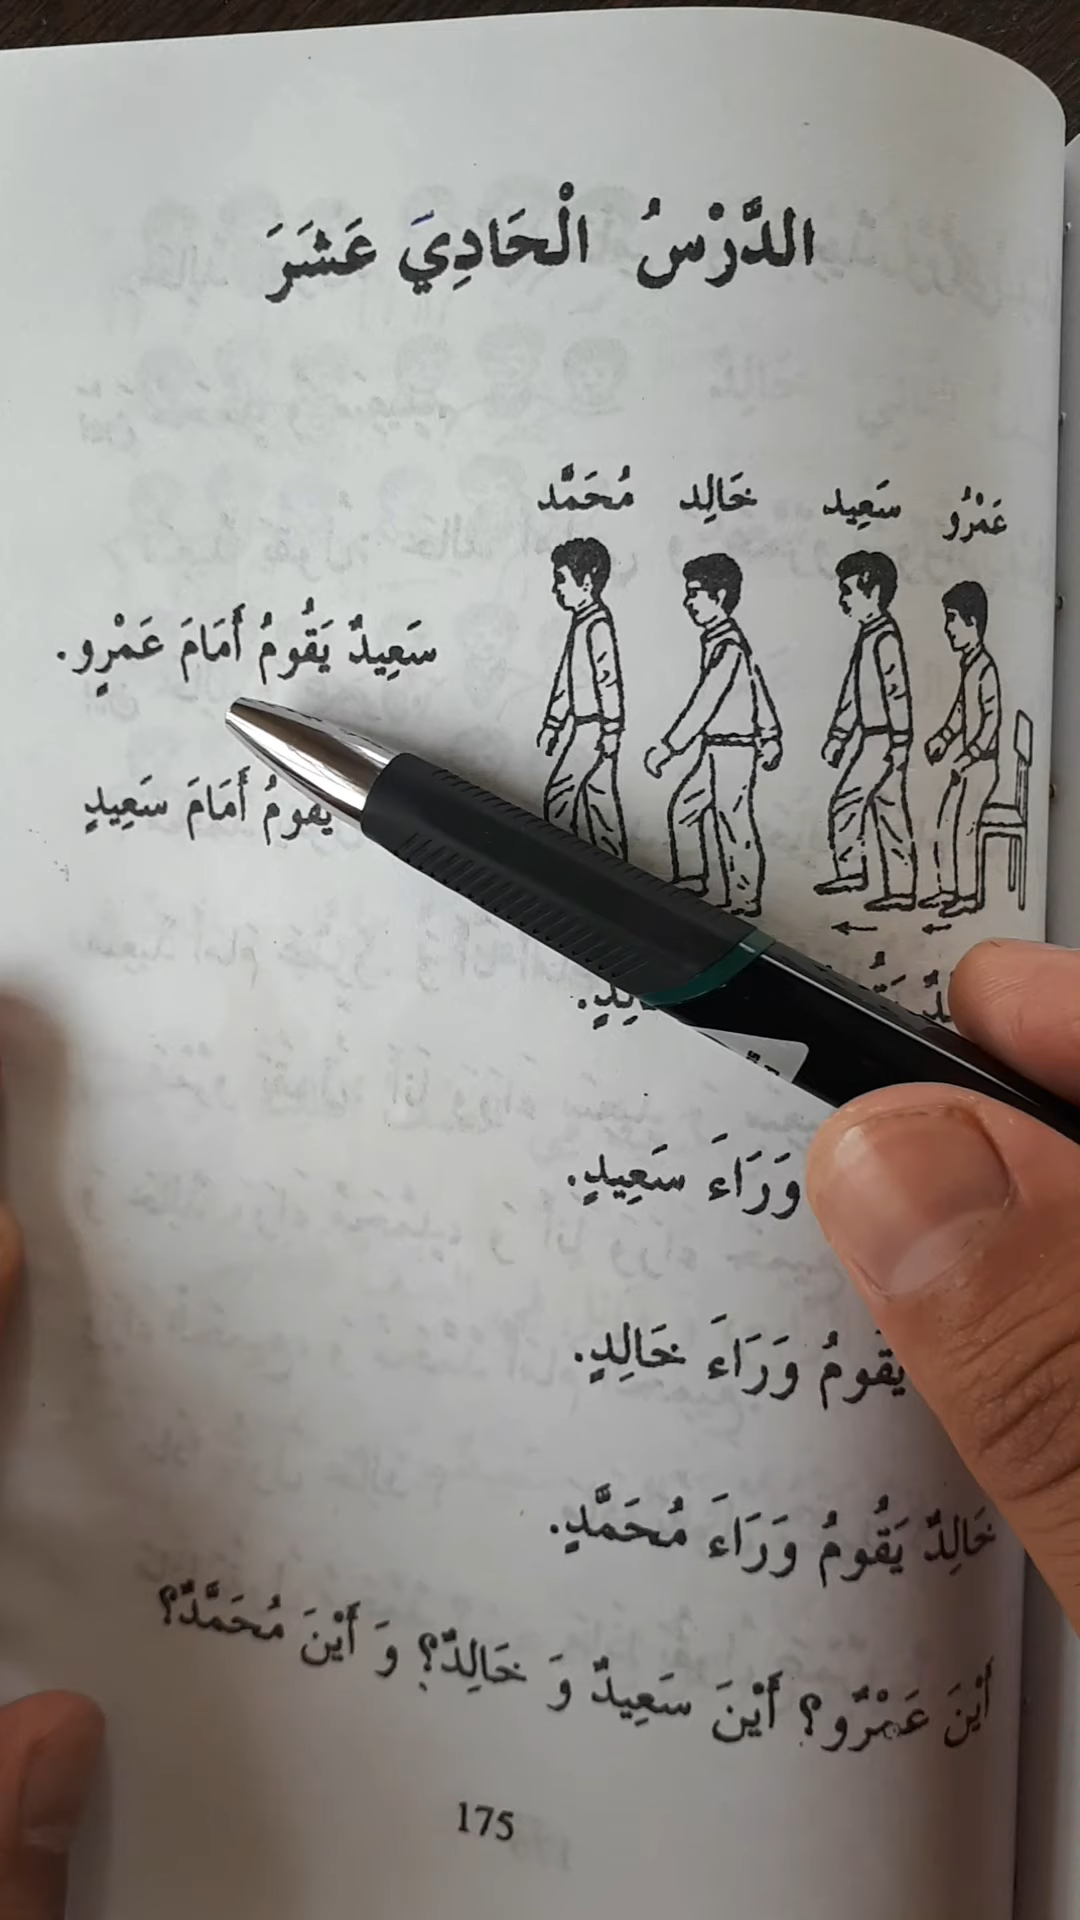 الدَّرْسُ الْحَادِيَ عَشَرَ
عَمْرُو سَعِيد خَالِد مُحَمَّد
سَعِيدٌ يَقُومُ أَمَامَ عَمْرٍو.
يَقُومُ أَمَامَ سَعِيدٍ
وَرَاءَ سَعِيدٍ.
يَقُومُ وَرَاءَ خَالِدٍ.
خَالِدٌ يَقُومُ وَرَاءَ مُحَمَّدٍ.
أَيْنَ عَمْرٌو؟ أَيْنَ سَعِيدٌ وَ خَالِدٌ؟ وَ أَيْنَ مُحَمَّدٌ؟
175